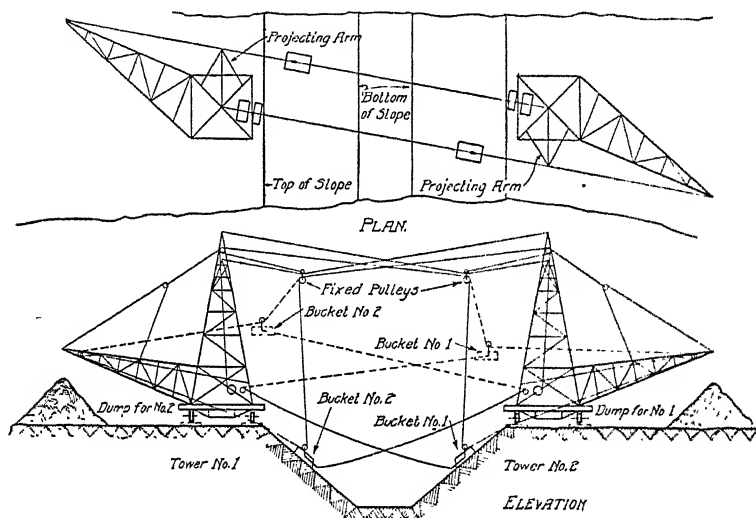 Projecting Arm
Bottom
of Slope
Top of Slope
Projecting Arm
PLAN.
Fixed Pulleys
Bucket No 2
Bucket No 1
Dump for No.2
Bucket No. 2
Bucket No.1
Dump for No 1
Tower No.1
Tower No.2
ELEVATION